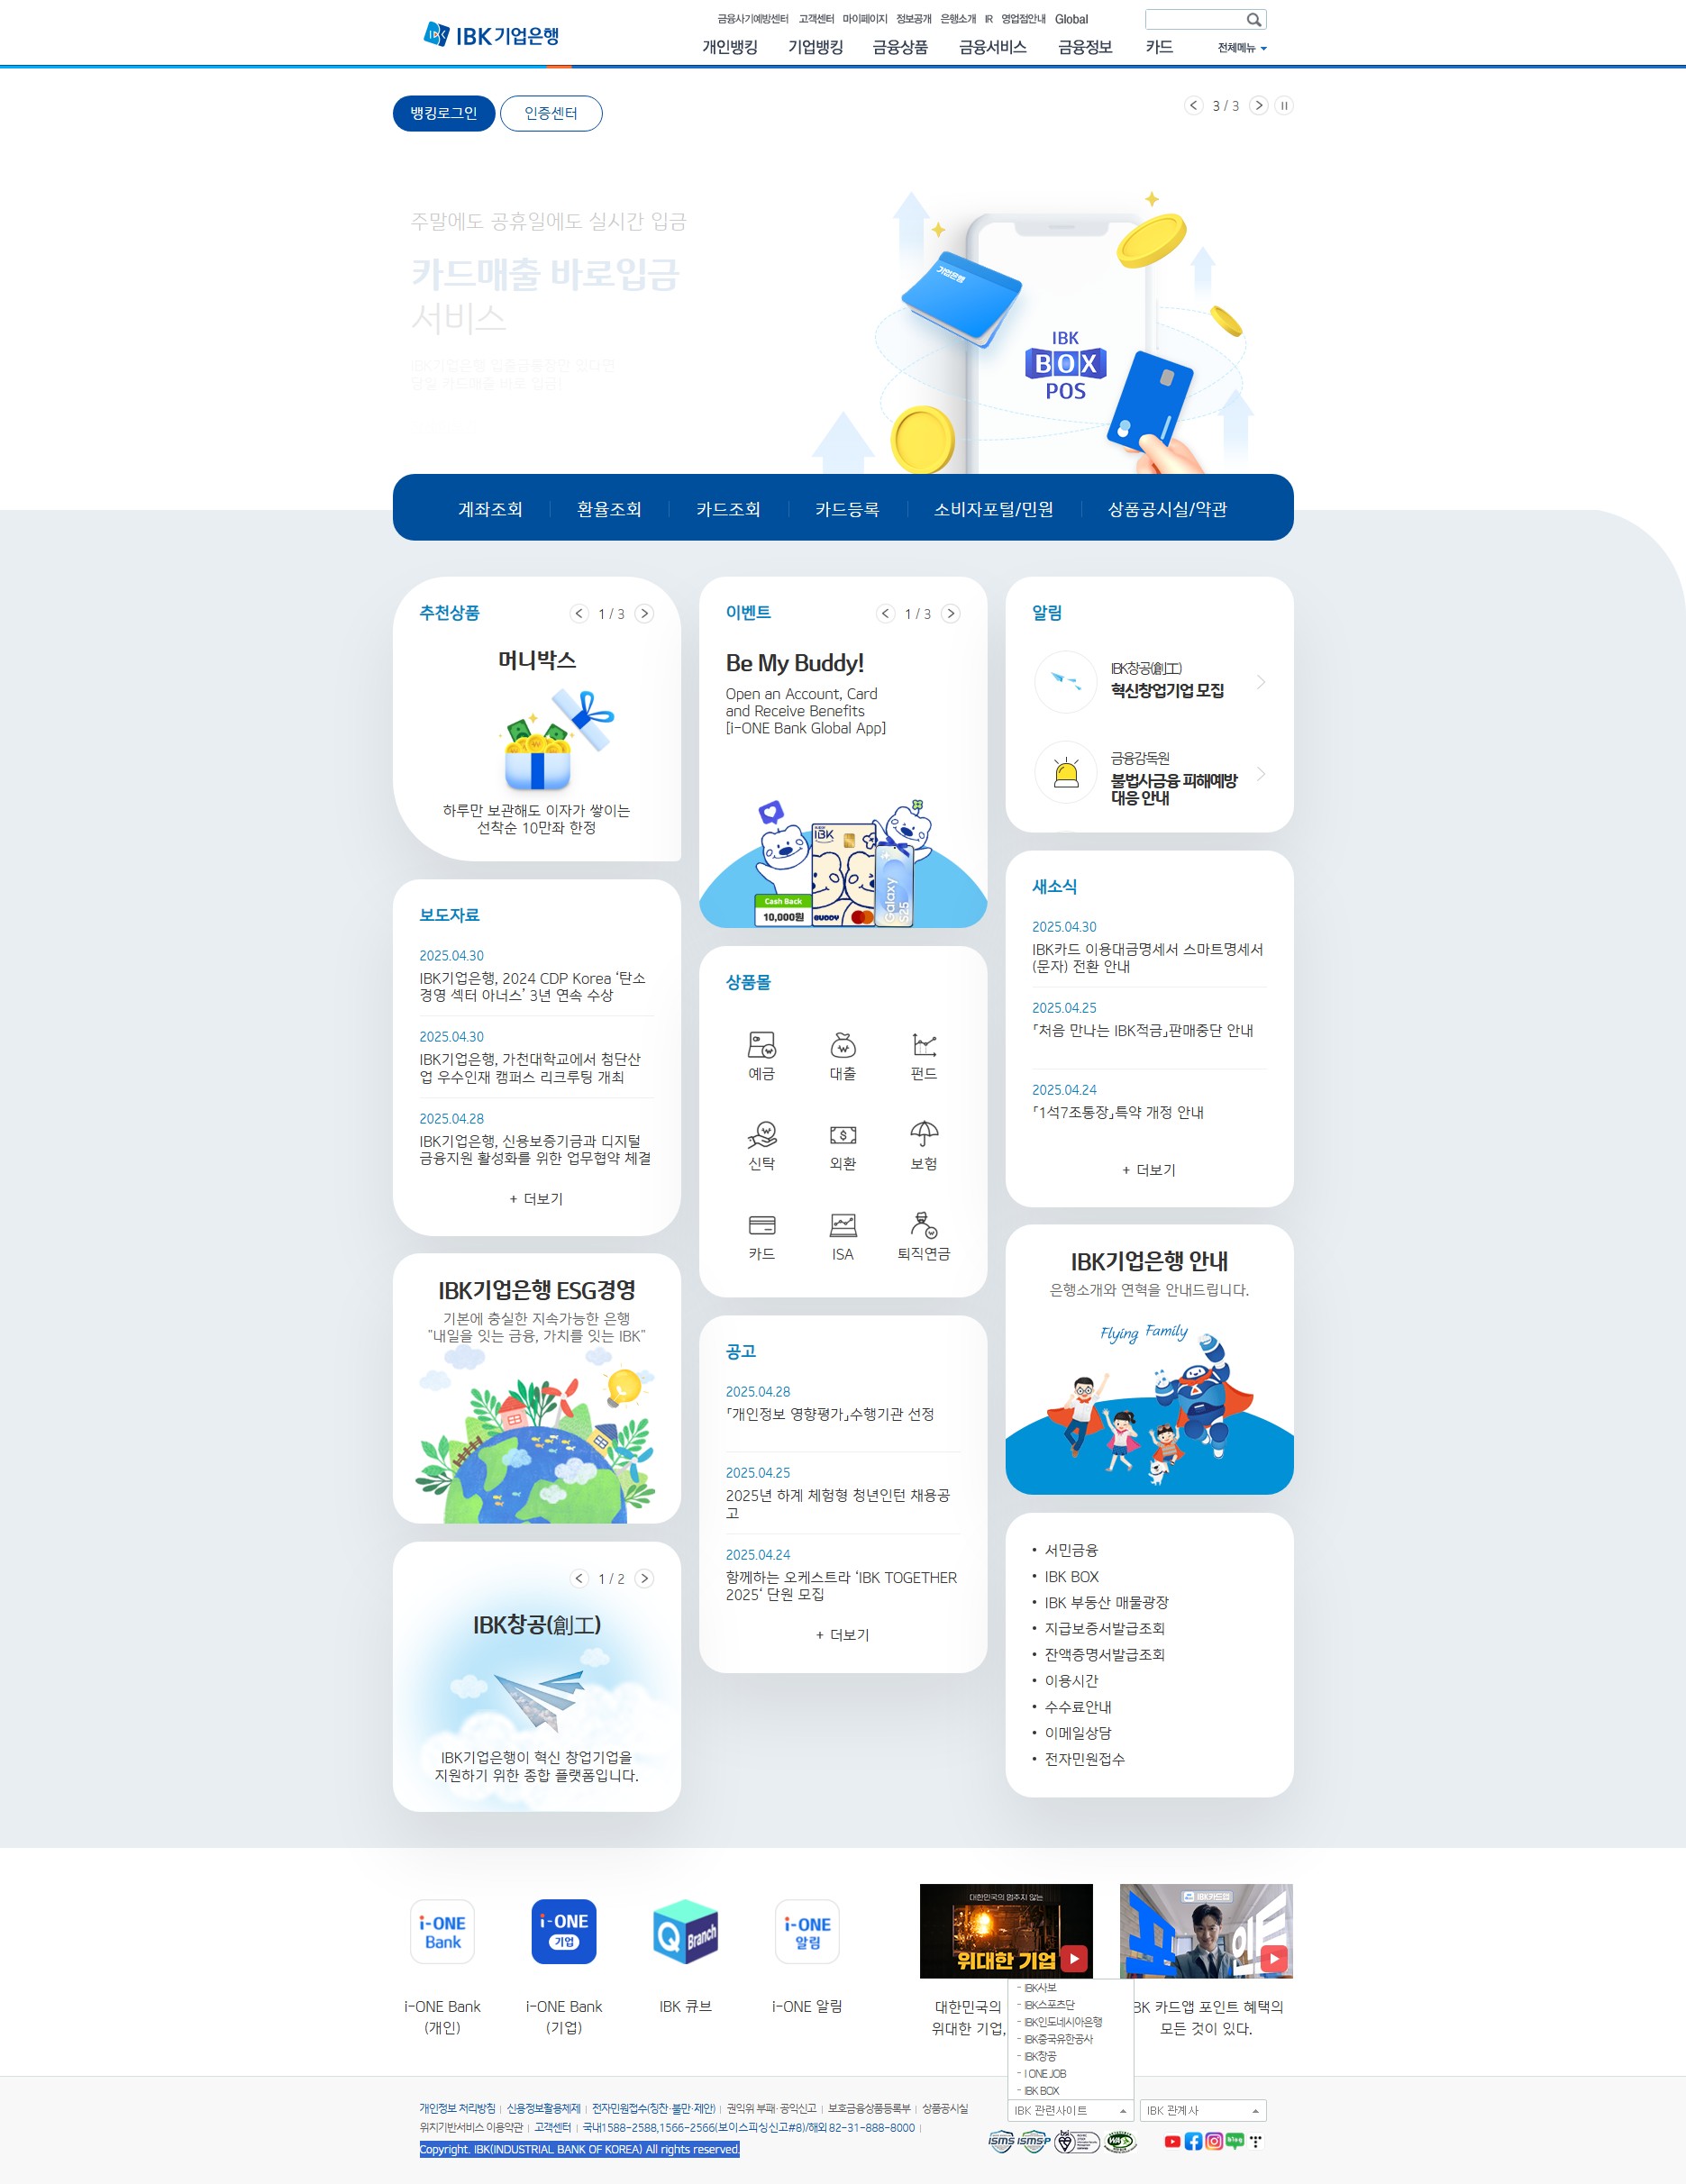 IBK기업은행
금융사기예방센터 고객센터 마이페이지 정보공개 은행소개 IR 영업점안내 Global
개인뱅킹 기업뱅킹 금융상품 금융서비스 금융정보 카드 전체메뉴
뱅킹로그인 인증센터
3 / 3
주말에도 공휴일에도 실시간 입금
카드매출 바로입금
서비스
IBK기업은행 입출금통장만 있다면
당일 카드매출 바로 입금!
기업은행
IBK
BOX
POS
계좌조회 환율조회 카드조회 카드등록 소비자포털/민원 상품공시실/약관
추천상품
1 / 3
머니박스
하루만 보관해도 이자가 쌓이는
선착순 10만좌 한정
보도자료
2025.04.30
IBK기업은행, 2024 CDP Korea ‘탄소
경영 섹터 아너스’ 3년 연속 수상
2025.04.30
IBK기업은행, 가천대학교에서 첨단산
업 우수인재 캠퍼스 리크루팅 개최
2025.04.28
IBK기업은행, 신용보증기금과 디지털
금융지원 활성화를 위한 업무협약 체결
+ 더보기
IBK기업은행 ESG경영
기본에 충실한 지속가능한 은행
"내일을 잇는 금융, 가치를 잇는 IBK"
1 / 2
IBK창공(創工)
IBK기업은행이 혁신 창업기업을
지원하기 위한 종합 플랫폼입니다.
이벤트
1 / 3
Be My Buddy!
Open an Account, Card
and Receive Benefits
[i-ONE Bank Global App]
IBK
Cash Back
10,000원
BUDDY
Galaxy
S25
상품몰
예금 대출 펀드
신탁 외환 보험
카드 ISA 퇴직연금
공고
2025.04.28
「개인정보 영향평가」수행기관 선정
2025.04.25
2025년 하계 체험형 청년인턴 채용공
고
2025.04.24
함께하는 오케스트라 ‘IBK TOGETHER
2025‘ 단원 모집
+ 더보기
알림
IBK창공(創工)
혁신창업기업 모집
금융감독원
불법사금융 피해예방
대응 안내
새소식
2025.04.30
IBK카드 이용대금명세서 스마트명세서
(문자) 전환 안내
2025.04.25
「처음 만나는 IBK적금」판매중단 안내
2025.04.24
「1석7조통장」특약 개정 안내
+ 더보기
IBK기업은행 안내
은행소개와 연혁을 안내드립니다.
Flying Family
• 서민금융
• IBK BOX
• IBK 부동산 매물광장
• 지급보증서발급조회
• 잔액증명서발급조회
• 이용시간
• 수수료안내
• 이메일상담
• 전자민원접수
i-ONE
Bank
i-ONE
기업
Q Branch
i-ONE
알림
i-ONE Bank
(개인)
i-ONE Bank
(기업)
IBK 큐브
i-ONE 알림
대한민국의 멈추지 않는
위대한 기업
IBK카드앱
포인트
대한민국의
위대한 기업,
BK 카드앱 포인트 혜택의
모든 것이 있다.
- IBK사보
- IBK스포츠단
- IBK인도네시아은행
- IBK중국유한공사
- IBK창공
- I ONE JOB
- IBK BOX
IBK 관련사이트
IBK 관계사
개인정보 처리방침 | 신용정보활용체제 | 전자민원접수(칭찬·불만·제안) | 권익위 부패·공익신고 | 보호금융상품등록부 | 상품공시실
위치기반서비스 이용약관 | 고객센터 | 국내1588-2588,1566-2566(보이스피싱신고#8)/해외 82-31-888-8000 |
Copyright. IBK(INDUSTRIAL BANK OF KOREA) All rights reserved.
ISMS ISMS-P WA
blog